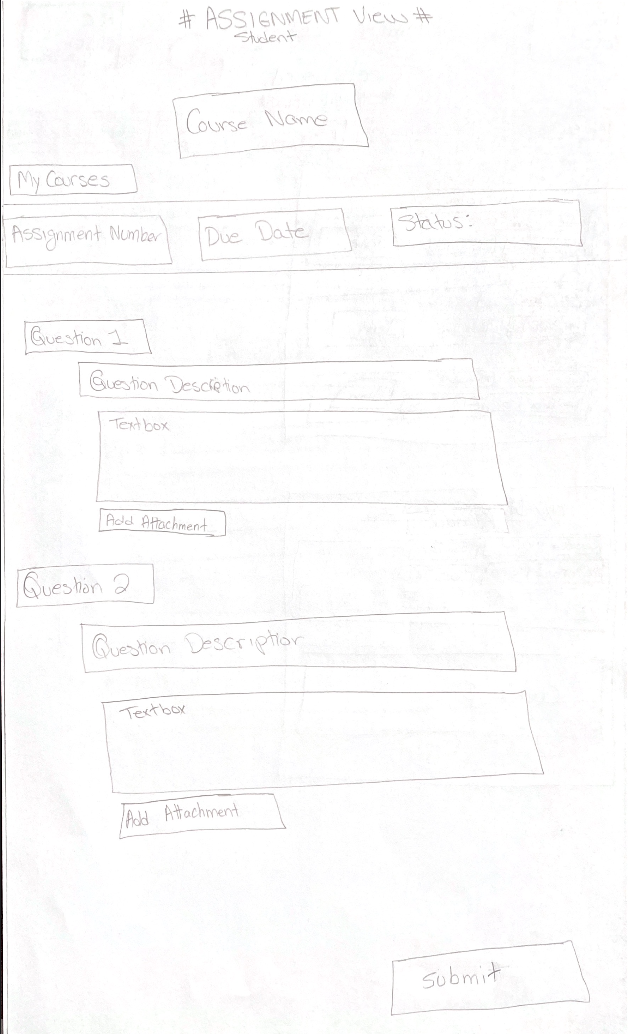 # ASSIGNMENT View #
Student
Course Name
My Courses
Assignment Number
Due Date
Status:
Question 1
Question Description
Textbox
Add Attachment
Question 2
Question Description
Textbox
Add Attachment
Submit